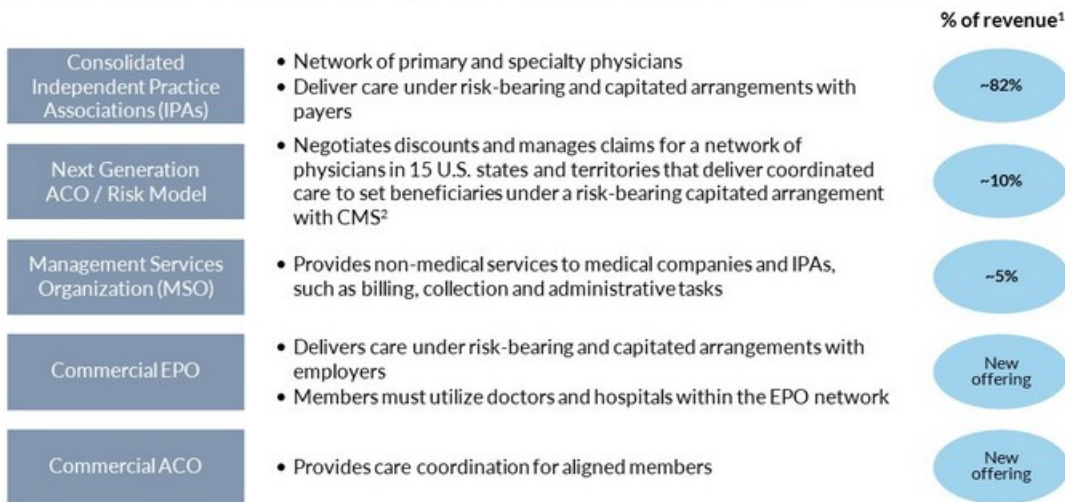 % of revenue¹
Consolidated
Independent Practice
Associations (IPAs)
• Network of primary and specialty physicians
• Deliver care under risk-bearing and capitated arrangements with
payers
~82%
Next Generation
ACO / Risk Model
• Negotiates discounts and manages claims for a network of
physicians in 15 U.S. states and territories that deliver coordinated
care to set beneficiaries under a risk-bearing capitated arrangement
with CMS²
~10%
Management Services
Organization (MSO)
• Provides non-medical services to medical companies and IPAs,
such as billing, collection and administrative tasks
~5%
Commercial EPO
• Delivers care under risk-bearing and capitated arrangements with
employers
• Members must utilize doctors and hospitals within the EPO network
New
offering
Commercial ACO
• Provides care coordination for aligned members
New
offering